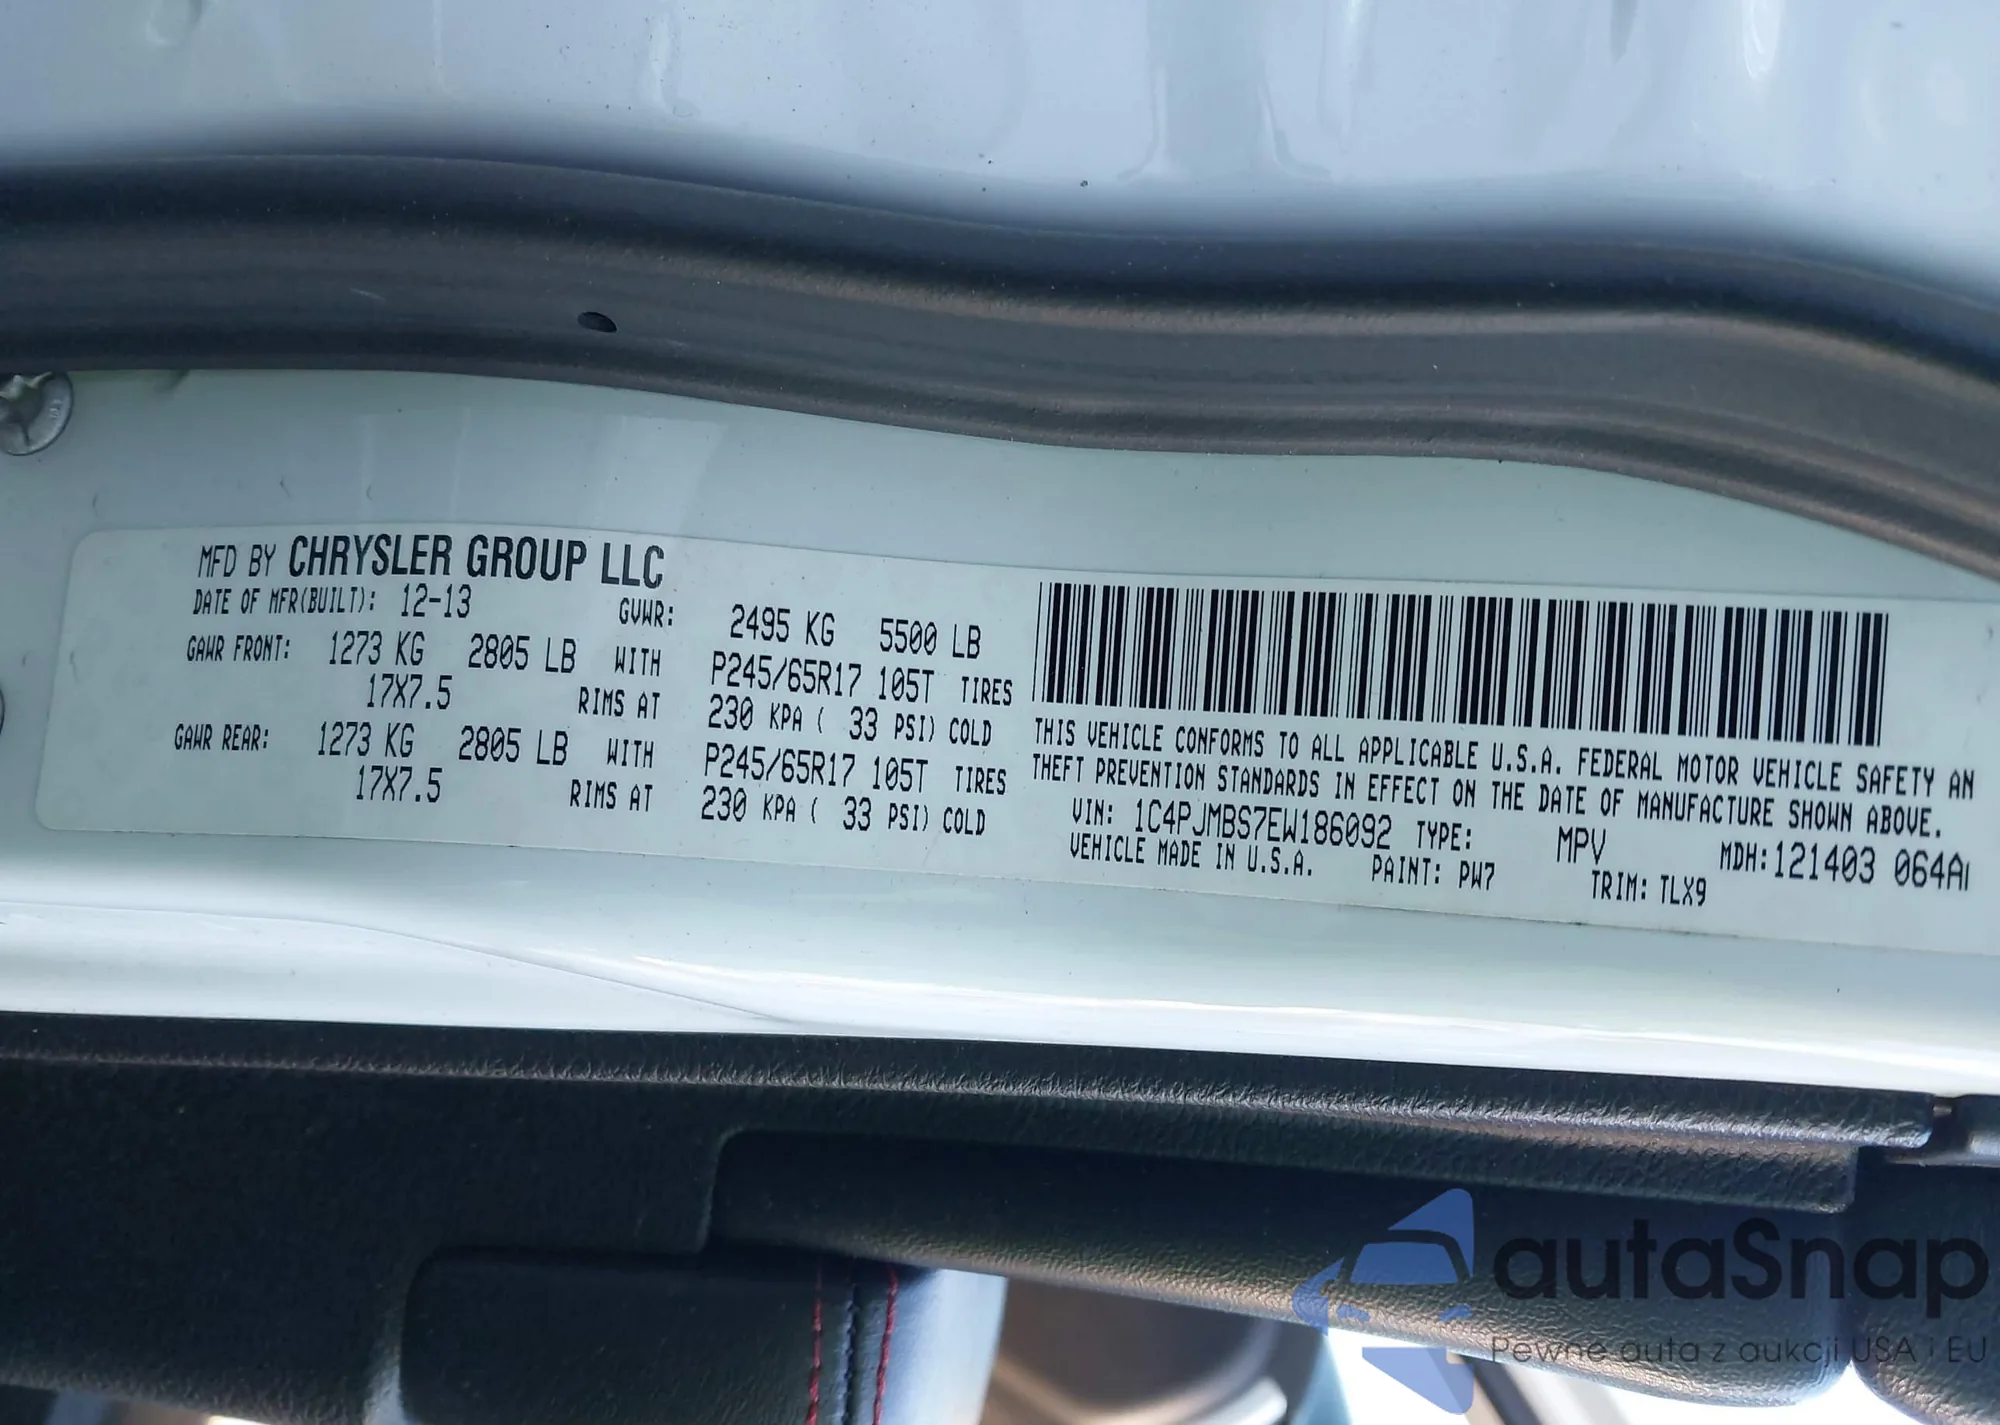 MFD BY CHRYSLER GROUP LLC
DATE OF MFR(BUILT): 12-13 GVWR: 2495 KG 5500 LB
GAWR FRONT: 1273 KG 2805 LB WITH P245/65R17 105T TIRES
17X7.5 RIMS AT 230 KPA ( 33 PSI) COLD
GAWR REAR: 1273 KG 2805 LB WITH P245/65R17 105T TIRES
17X7.5 RIMS AT 230 KPA ( 33 PSI) COLD
THIS VEHICLE CONFORMS TO ALL APPLICABLE U.S.A. FEDERAL MOTOR VEHICLE SAFETY AN
THEFT PREVENTION STANDARDS IN EFFECT ON THE DATE OF MANUFACTURE SHOWN ABOVE.
VIN: 1C4PJMBS7EW186092 TYPE: MPV MDH:121403 064A
VEHICLE MADE IN U.S.A. PAINT: PW7 TRIM: TLX9
autaSnap
Pewne auta z aukcji USA i EU